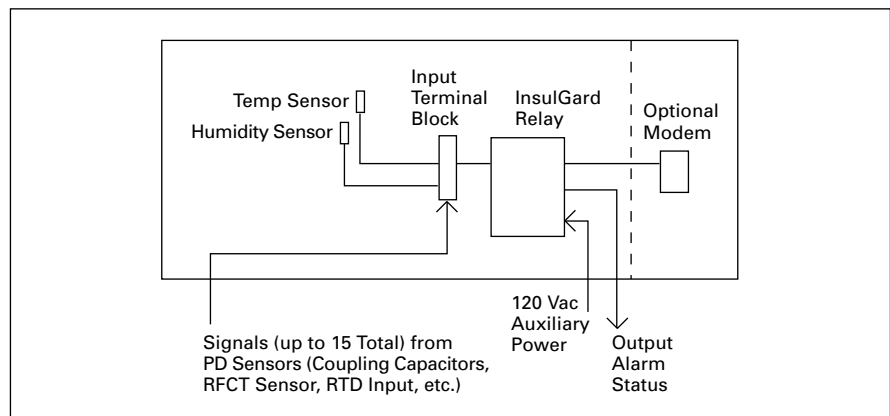 Temp Sensor
Humidity Sensor
Input
Terminal
Block
InsulGard
Relay
Optional
Modem
Signals (up to 15 Total) from
PD Sensors (Coupling Capacitors,
RFCT Sensor, RTD Input, etc.)
120 Vac
Auxiliary
Power
Output
Alarm
Status